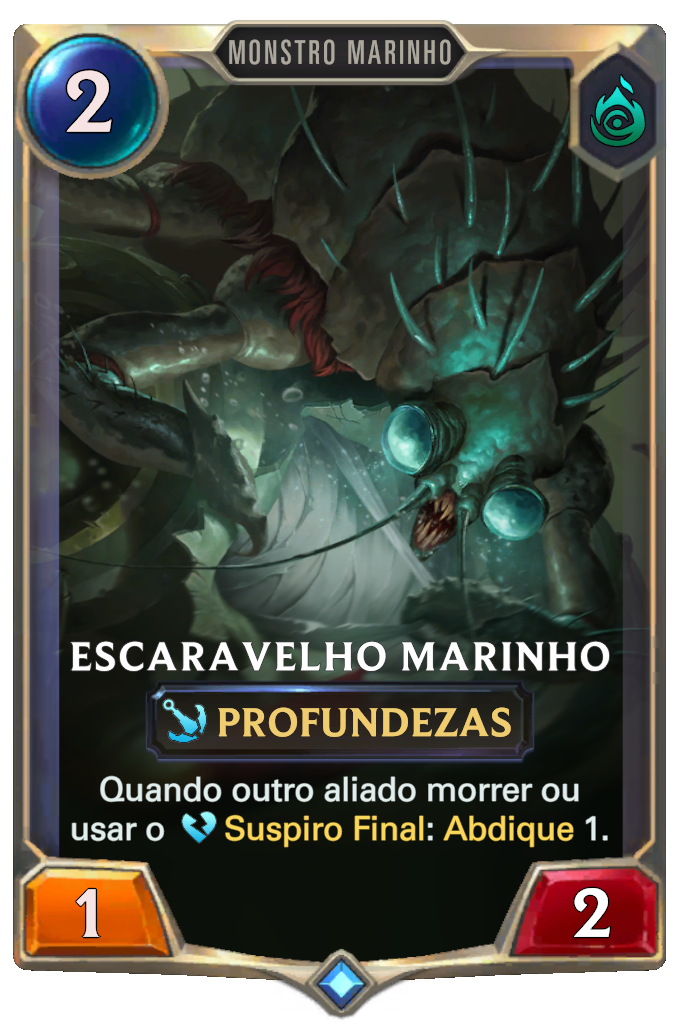 MONSTRO MARINHO
2
ESCARAVELHO MARINHO
PROFUNDEZAS
Quando outro aliado morrer ou
usar o Suspiro Final: Abdique 1.
1
2